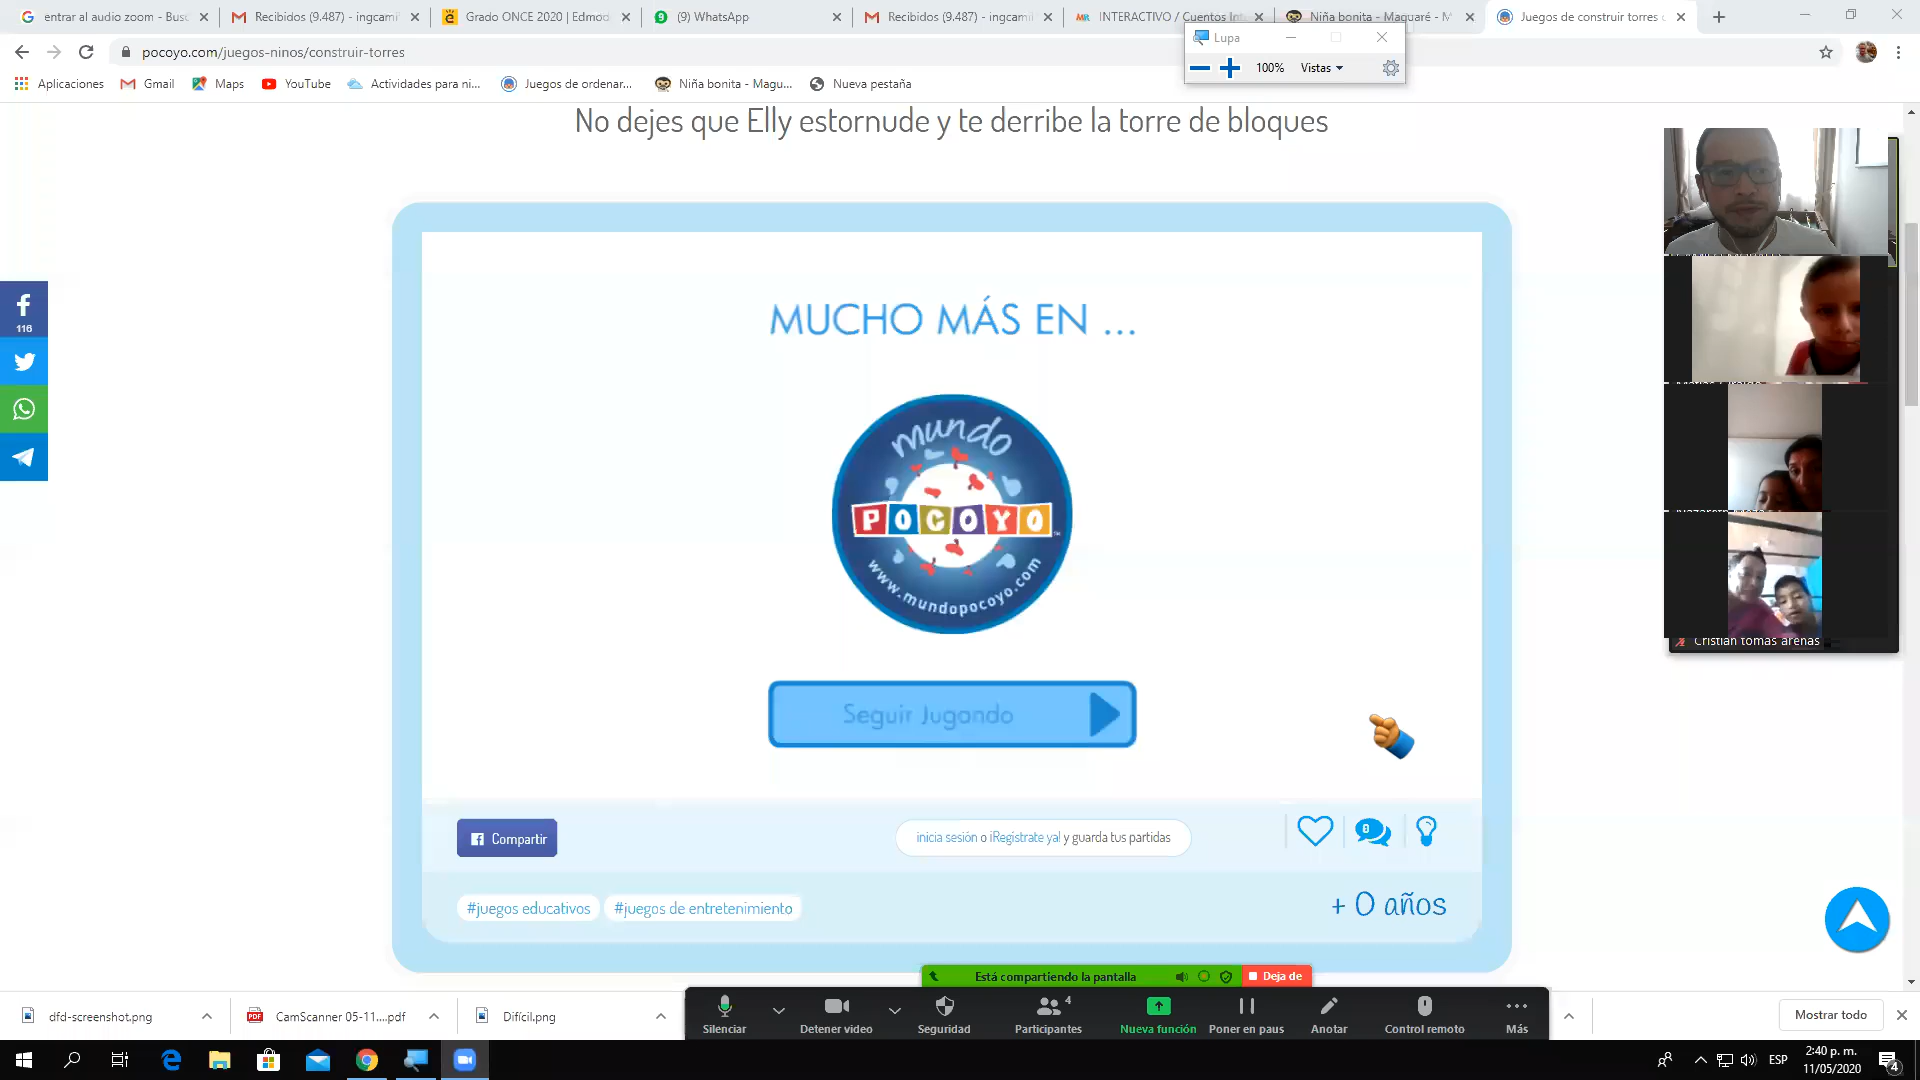 entrar al audio zoom - Bus
Recibidos (9.487) - ingcamil
Grado ONCE 2020 | Edmod
(9) WhatsApp
Recibidos (9.487) - ingcamil
INTERACTIVO / Cuentos Int
Niña bonita - Maguaré - M
Juegos de construir torres
Lupa
100%
Vistas
pocoyo.com/juegos-ninos/construir-torres
Aplicaciones
Gmail
Maps
YouTube
Actividades para ni...
Juegos de ordenar...
Niña bonita - Magu...
Nueva pestaña
No dejes que Elly estornude y te derribe la torre de bloques
116
MUCHO MÁS EN ...
mundo
POCOYO
www.mundopocoyo.com
Seguir Jugando
Cristian tomas arenas
Compartir
inicia sesión o ¡Regístrate ya! y guarda tus partidas
0
#juegos educativos
#juegos de entretenimiento
+ 0 años
Está compartiendo la pantalla
Deja de
dfd-screenshot.png
CamScanner 05-11....pdf
Difícil.png
Silenciar
Detener video
Seguridad
Participantes
4
Nueva función
Poner en paus
Anotar
Control remoto
Más
Mostrar todo
ESP
2:40 p. m.
11/05/2020
4